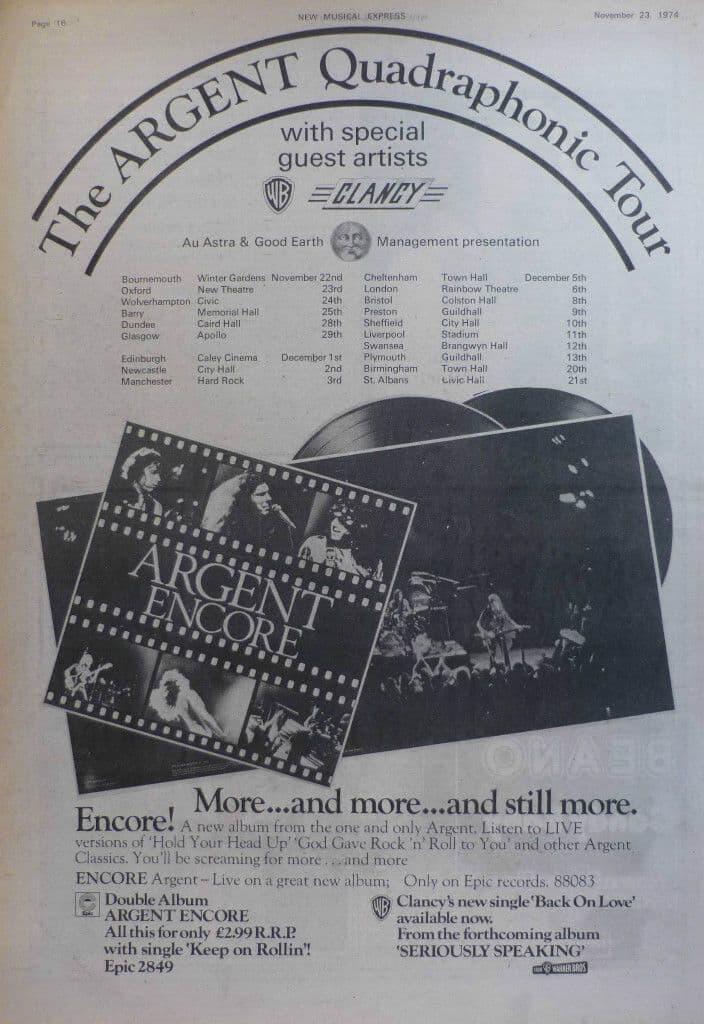 Page 16
NEW MUSICAL EXPRESS
November 23, 1974
The ARGENT Quadraphonic Tour
with special
guest artists
WB CLANCY
Au Astra & Good Earth Management presentation
Bournemouth Winter Gardens November 22nd
Oxford New Theatre 23rd
Wolverhampton Civic 24th
Barry Memorial Hall 25th
Dundee Caird Hall 28th
Glasgow Apollo 29th
Edinburgh Caley Cinema December 1st
Newcastle City Hall 2nd
Manchester Hard Rock 3rd
Cheltenham Town Hall December 5th
London Rainbow Theatre 6th
Bristol Colston Hall 8th
Preston Guildhall 9th
Sheffield City Hall 10th
Liverpool Stadium 11th
Swansea Brangwyn Hall 12th
Plymouth Guildhall 13th
Birmingham Town Hall 20th
St. Albans Civic Hall 21st
ARGENT
ENCORE
More...and more...and still more.
Encore! A new album from the one and only Argent. Listen to LIVE
versions of 'Hold Your Head Up' 'God Gave Rock 'n' Roll to You' and other Argent
Classics. You'll be screaming for more...and more
ENCORE Argent – Live on a great new album; Only on Epic records. 88083
Epic
Double Album
ARGENT ENCORE
All this for only £2.99 R.R.P.
with single 'Keep on Rollin'!
Epic 2849
WB
Clancy's new single 'Back On Love'
available now.
From the forthcoming album
'SERIOUSLY SPEAKING'
WARNER BROS